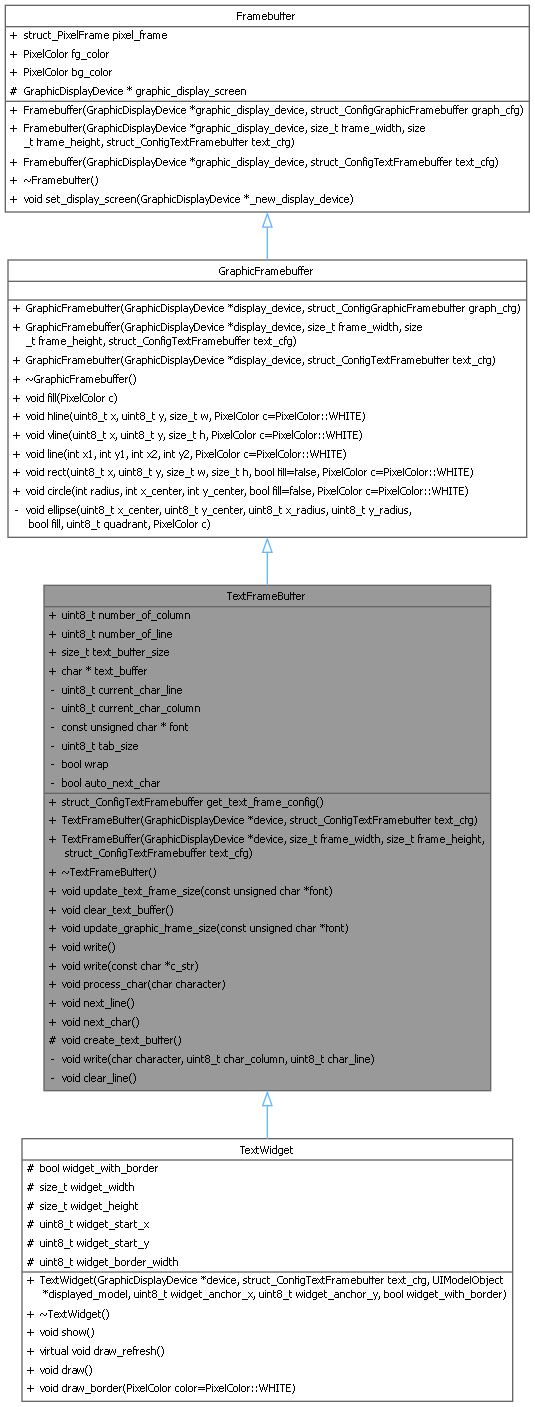 Framebuffer
+ struct_PixelFrame pixel_frame
+ PixelColor fg_color
+ PixelColor bg_color
# GraphicDisplayDevice * graphic_display_screen
+ Framebuffer(GraphicDisplayDevice *graphic_display_device, struct_ConfigGraphicFramebuffer graph_cfg)
+ Framebuffer(GraphicDisplayDevice *graphic_display_device, size_t frame_width, size
_t frame_height, struct_ConfigTextFramebuffer text_cfg)
+ Framebuffer(GraphicDisplayDevice *graphic_display_device, struct_ConfigTextFramebuffer text_cfg)
+ ~Framebuffer()
+ void set_display_screen(GraphicDisplayDevice *_new_display_device)
GraphicFramebuffer
+ GraphicFramebuffer(GraphicDisplayDevice *display_device, struct_ConfigGraphicFramebuffer graph_cfg)
+ GraphicFramebuffer(GraphicDisplayDevice *display_device, size_t frame_width, size
_t frame_height, struct_ConfigTextFramebuffer text_cfg)
+ GraphicFramebuffer(GraphicDisplayDevice *display_device, struct_ConfigTextFramebuffer text_cfg)
+ ~GraphicFramebuffer()
+ void fill(PixelColor c)
+ void hline(uint8_t x, uint8_t y, size_t w, PixelColor c=PixelColor::WHITE)
+ void vline(uint8_t x, uint8_t y, size_t h, PixelColor c=PixelColor::WHITE)
+ void line(int x1, int y1, int x2, int y2, PixelColor c=PixelColor::WHITE)
+ void rect(uint8_t x, uint8_t y, size_t w, size_t h, bool fill=false, PixelColor c=PixelColor::WHITE)
+ void circle(int radius, int x_center, int y_center, bool fill=false, PixelColor c=PixelColor::WHITE)
- void ellipse(uint8_t x_center, uint8_t y_center, uint8_t x_radius, uint8_t y_radius,
bool fill, uint8_t quadrant, PixelColor c)
TextFrameBuffer
+ uint8_t number_of_column
+ uint8_t number_of_line
+ size_t text_buffer_size
+ char * text_buffer
- uint8_t current_char_line
- uint8_t current_char_column
- const unsigned char * font
- uint8_t tab_size
- bool wrap
- bool auto_next_char
+ struct_ConfigTextFramebuffer get_text_frame_config()
+ TextFrameBuffer(GraphicDisplayDevice *device, struct_ConfigTextFramebuffer text_cfg)
+ TextFrameBuffer(GraphicDisplayDevice *device, size_t frame_width, size_t frame_height,
struct_ConfigTextFramebuffer text_cfg)
+ ~TextFrameBuffer()
+ void update_text_frame_size(const unsigned char *font)
+ void clear_text_buffer()
+ void update_graphic_frame_size(const unsigned char *font)
+ void write()
+ void write(const char *c_str)
+ void process_char(char character)
+ void next_line()
+ void next_char()
# void create_text_buffer()
- void write(char character, uint8_t char_column, uint8_t char_line)
- void clear_line()
TextWidget
# bool widget_with_border
# size_t widget_width
# size_t widget_height
# uint8_t widget_start_x
# uint8_t widget_start_y
# uint8_t widget_border_width
+ TextWidget(GraphicDisplayDevice *device, struct_ConfigTextFramebuffer text_cfg, UIModelObject
*displayed_model, uint8_t widget_anchor_x, uint8_t widget_anchor_y, bool widget_with_border)
+ ~TextWidget()
+ void show()
+ virtual void draw_refresh()
+ void draw()
+ void draw_border(PixelColor color=PixelColor::WHITE)